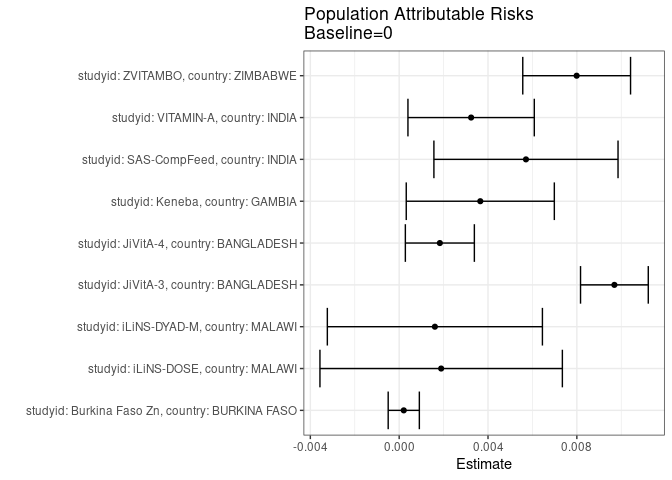 Population Attributable Risks
Baseline=0
studyid: ZVITAMBO, country: ZIMBABWE
studyid: VITAMIN-A, country: INDIA
studyid: SAS-CompFeed, country: INDIA
studyid: Keneba, country: GAMBIA
studyid: JiVitA-4, country: BANGLADESH
studyid: JiVitA-3, country: BANGLADESH
studyid: iLiNS-DYAD-M, country: MALAWI
studyid: iLiNS-DOSE, country: MALAWI
studyid: Burkina Faso Zn, country: BURKINA FASO
-0.004 0.000 0.004 0.008
Estimate